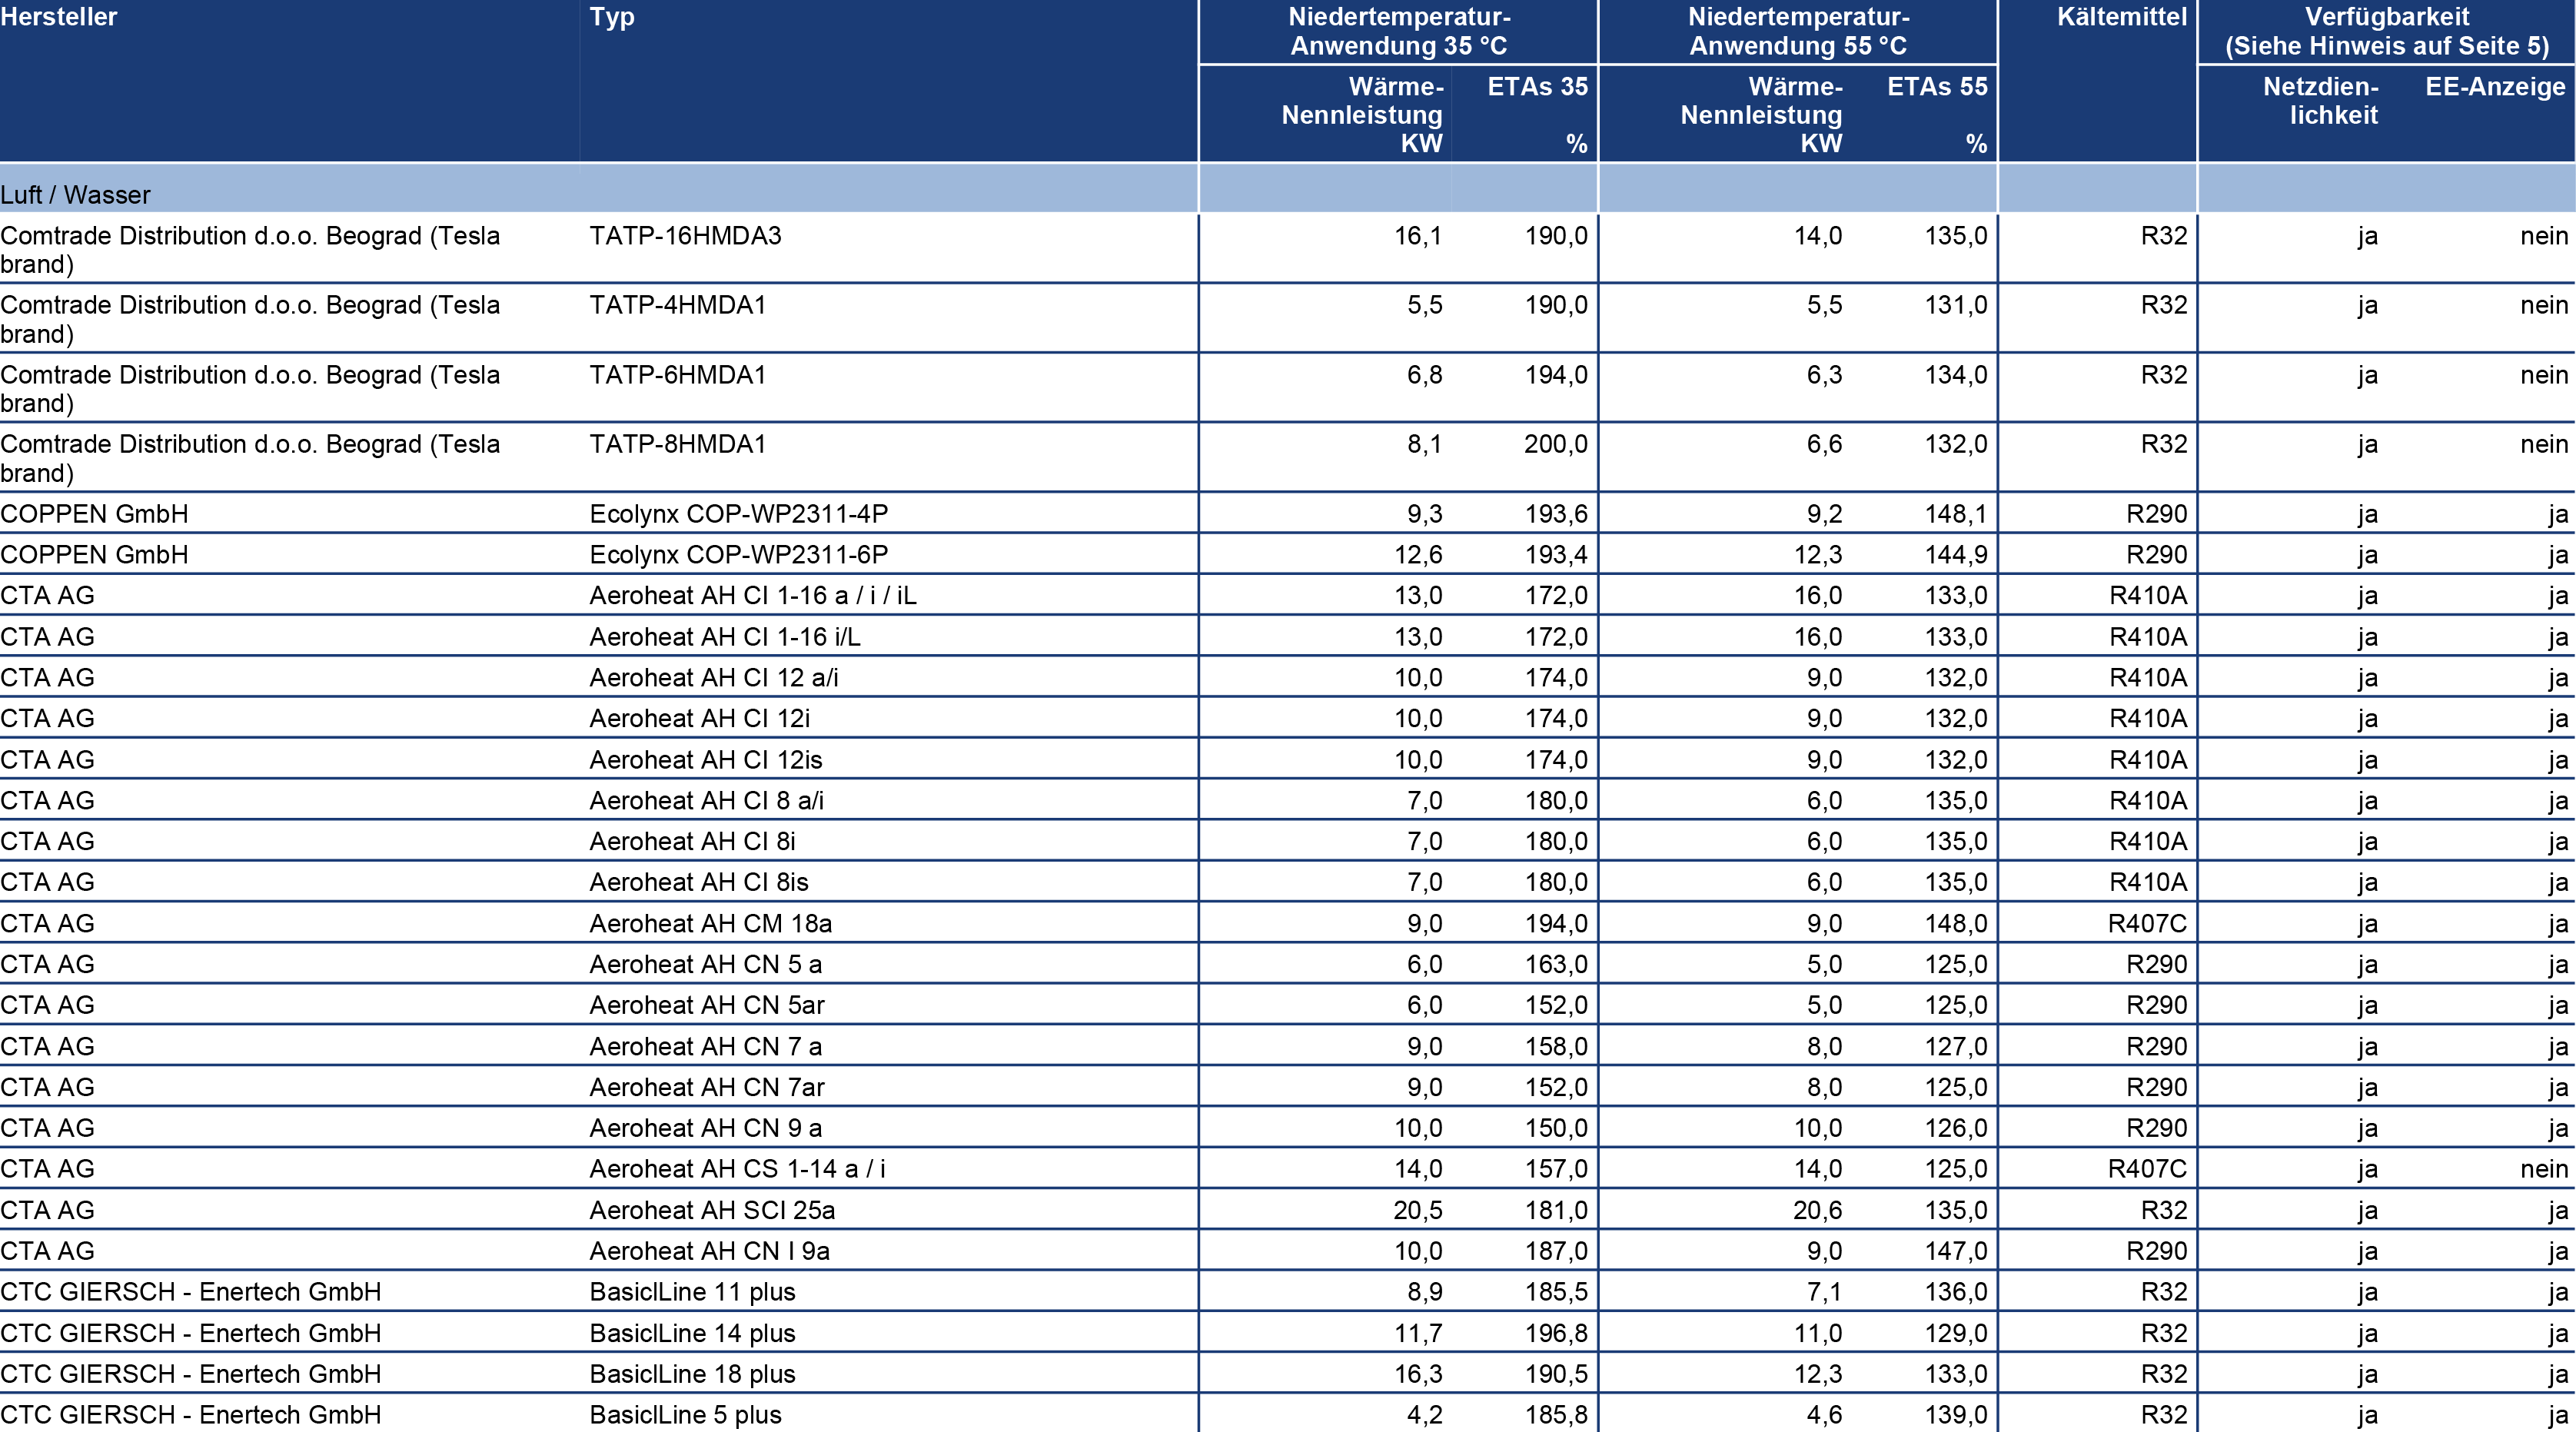 Hersteller Typ Niedertemperatur- Niedertemperatur- Kältemittel Verfügbarkeit
Anwendung 35 °C Anwendung 55 °C (Siehe Hinweis auf Seite 5)
Wärme- ETAs 35 Wärme- ETAs 55 Netzdien- EE-Anzeige
Nennleistung Nennleistung lichkeit
KW % KW %
Luft / Wasser
Comtrade Distribution d.o.o. Beograd (Tesla TATP-16HMDA3 16,1 190,0 14,0 135,0 R32 ja nein
brand)
Comtrade Distribution d.o.o. Beograd (Tesla TATP-4HMDA1 5,5 190,0 5,5 131,0 R32 ja nein
brand)
Comtrade Distribution d.o.o. Beograd (Tesla TATP-6HMDA1 6,8 194,0 6,3 134,0 R32 ja nein
brand)
Comtrade Distribution d.o.o. Beograd (Tesla TATP-8HMDA1 8,1 200,0 6,6 132,0 R32 ja nein
brand)
COPPEN GmbH Ecolynx COP-WP2311-4P 9,3 193,6 9,2 148,1 R290 ja ja
COPPEN GmbH Ecolynx COP-WP2311-6P 12,6 193,4 12,3 144,9 R290 ja ja
CTA AG Aeroheat AH CI 1-16 a / i / iL 13,0 172,0 16,0 133,0 R410A ja ja
CTA AG Aeroheat AH CI 1-16 i/L 13,0 172,0 16,0 133,0 R410A ja ja
CTA AG Aeroheat AH CI 12 a/i 10,0 174,0 9,0 132,0 R410A ja ja
CTA AG Aeroheat AH CI 12i 10,0 174,0 9,0 132,0 R410A ja ja
CTA AG Aeroheat AH CI 12is 10,0 174,0 9,0 132,0 R410A ja ja
CTA AG Aeroheat AH CI 8 a/i 7,0 180,0 6,0 135,0 R410A ja ja
CTA AG Aeroheat AH CI 8i 7,0 180,0 6,0 135,0 R410A ja ja
CTA AG Aeroheat AH CI 8is 7,0 180,0 6,0 135,0 R410A ja ja
CTA AG Aeroheat AH CM 18a 9,0 194,0 9,0 148,0 R407C ja ja
CTA AG Aeroheat AH CN 5 a 6,0 163,0 5,0 125,0 R290 ja ja
CTA AG Aeroheat AH CN 5ar 6,0 152,0 5,0 125,0 R290 ja ja
CTA AG Aeroheat AH CN 7 a 9,0 158,0 8,0 127,0 R290 ja ja
CTA AG Aeroheat AH CN 7ar 9,0 152,0 8,0 125,0 R290 ja ja
CTA AG Aeroheat AH CN 9 a 10,0 150,0 10,0 126,0 R290 ja ja
CTA AG Aeroheat AH CS 1-14 a / i 14,0 157,0 14,0 125,0 R407C ja nein
CTA AG Aeroheat AH SCI 25a 20,5 181,0 20,6 135,0 R32 ja ja
CTA AG Aeroheat AH CN I 9a 10,0 187,0 9,0 147,0 R290 ja ja
CTC GIERSCH - Enertech GmbH BasiclLine 11 plus 8,9 185,5 7,1 136,0 R32 ja ja
CTC GIERSCH - Enertech GmbH BasiclLine 14 plus 11,7 196,8 11,0 129,0 R32 ja ja
CTC GIERSCH - Enertech GmbH BasiclLine 18 plus 16,3 190,5 12,3 133,0 R32 ja ja
CTC GIERSCH - Enertech GmbH BasiclLine 5 plus 4,2 185,8 4,6 139,0 R32 ja ja